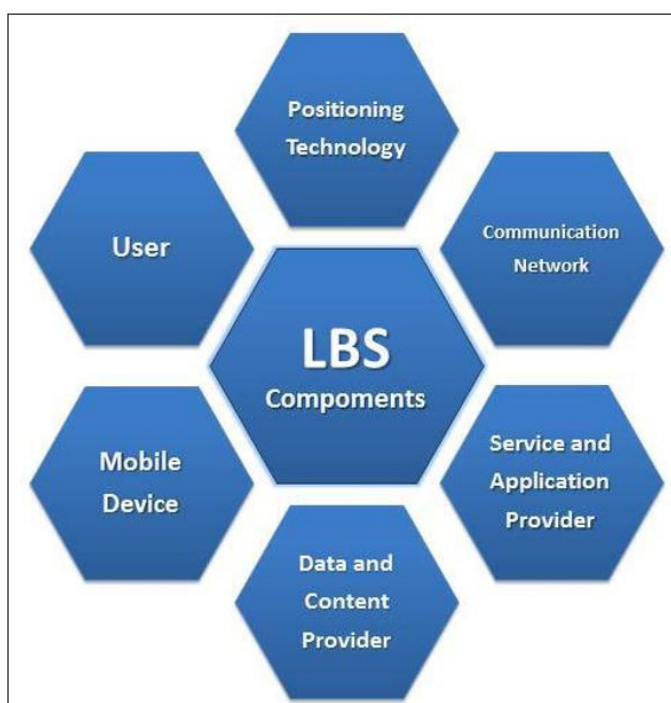 Positioning
Technology
User
Communication
Network
LBS
Compoments
Mobile
Device
Service and
Application
Provider
Data and
Content
Provider